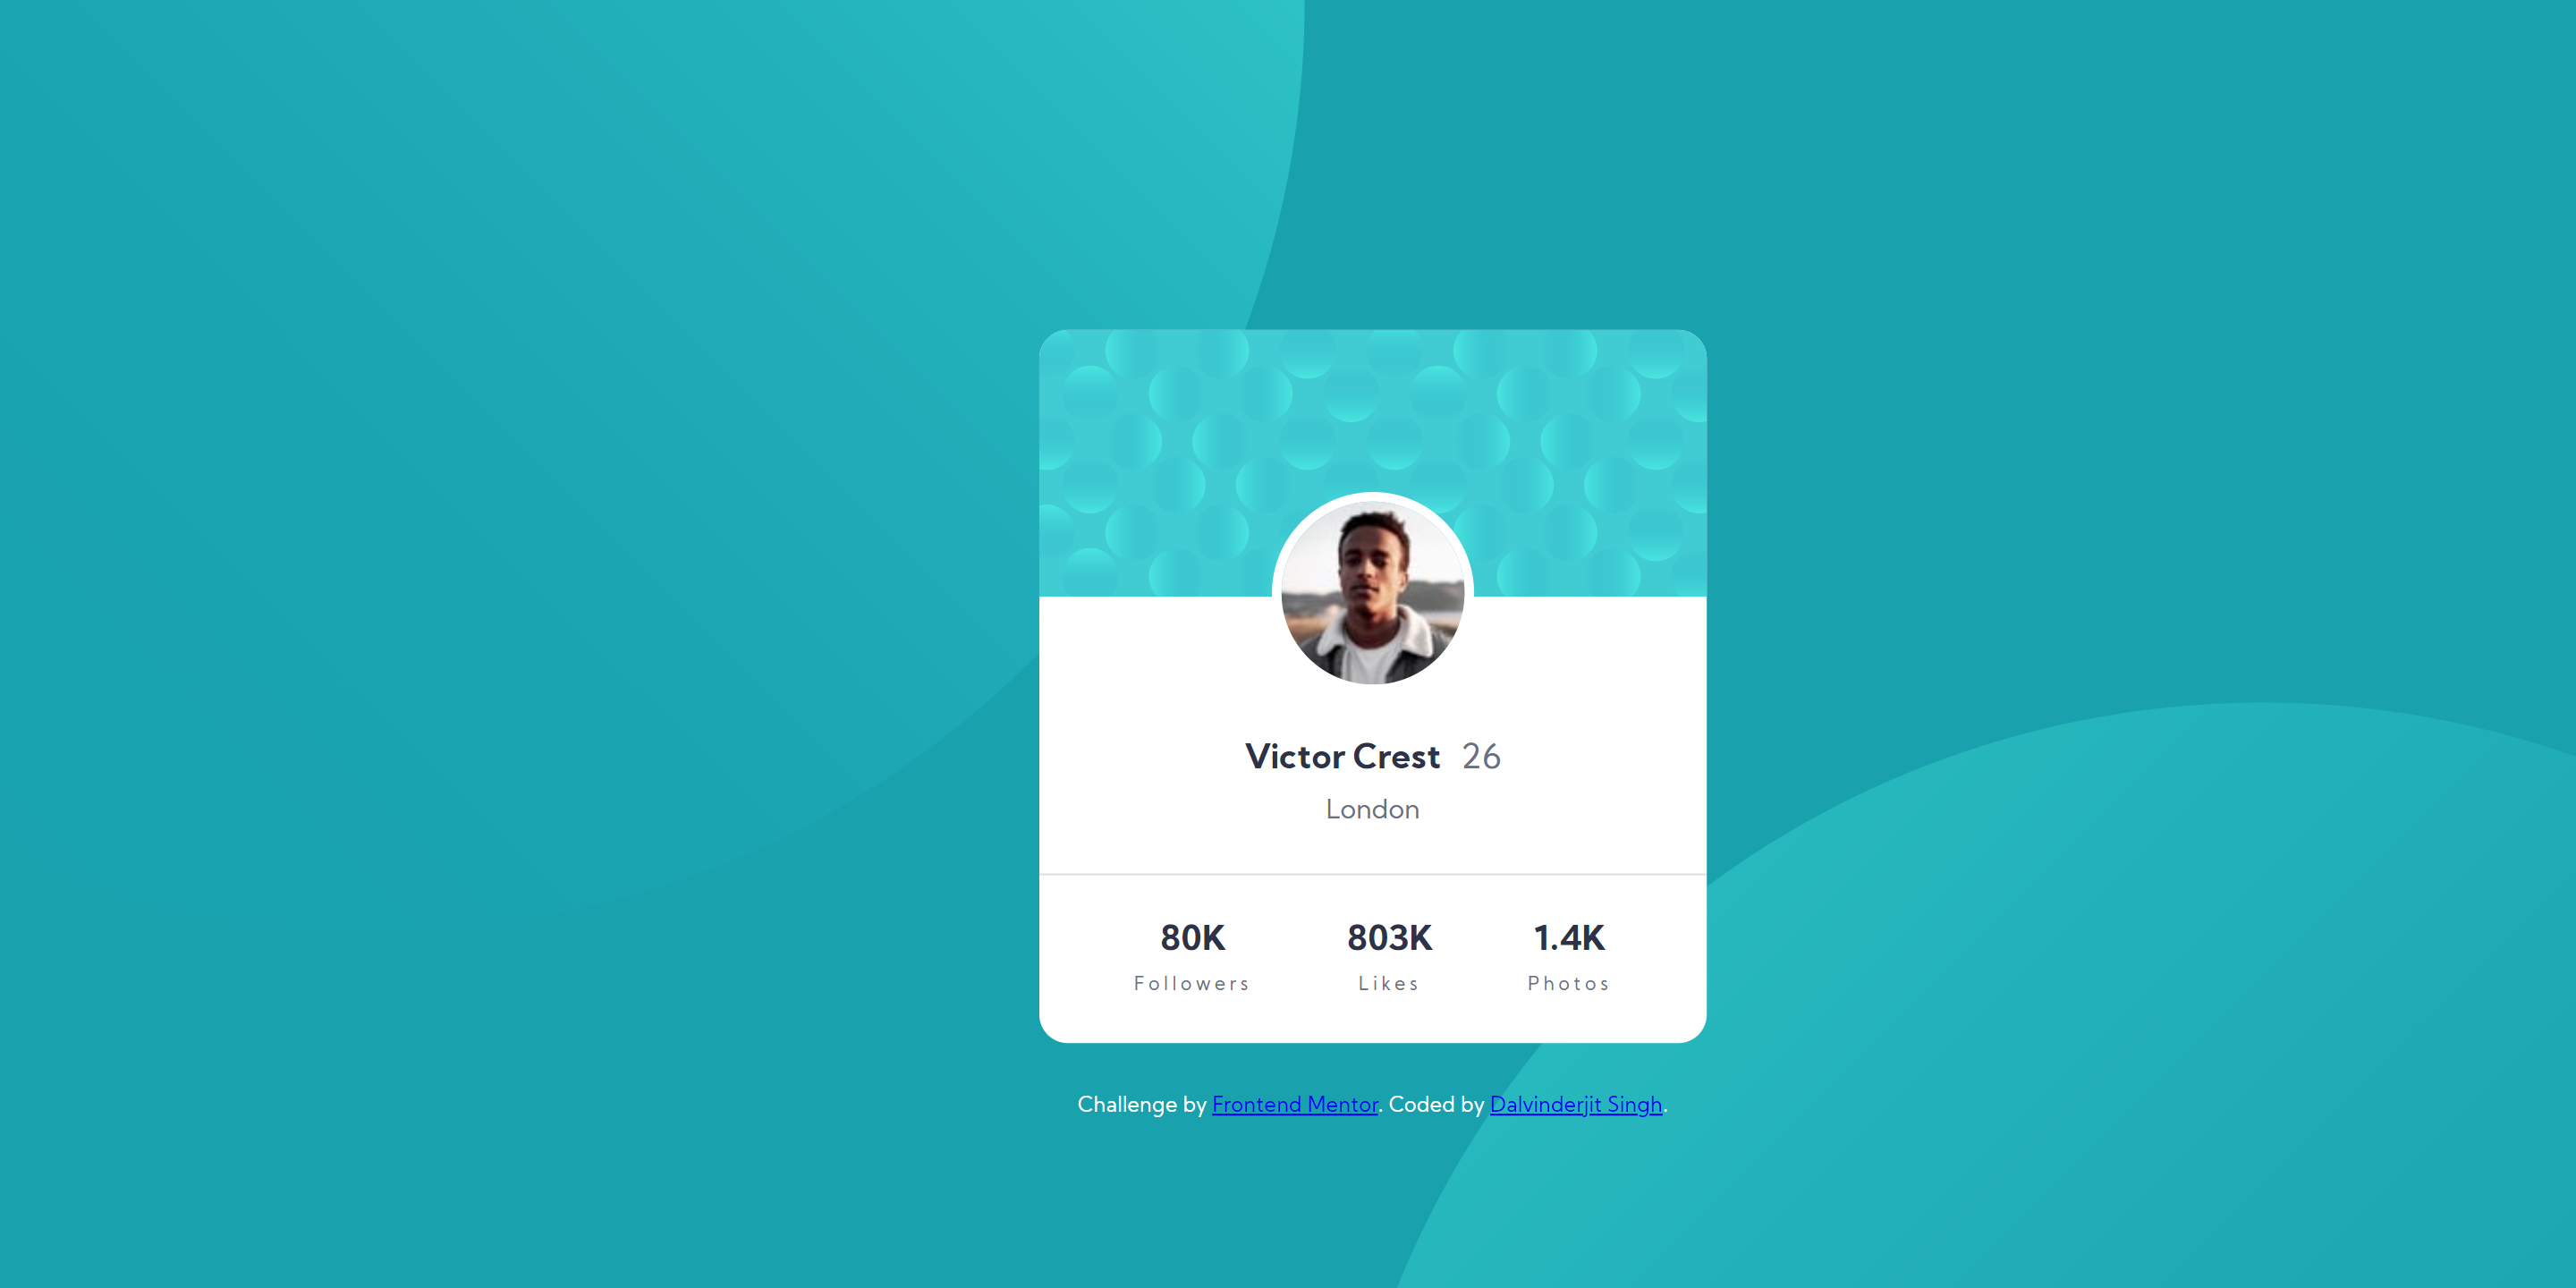 Victor Crest 26
London
80K 803K 1.4K
Followers Likes Photos
Challenge by Frontend Mentor. Coded by Dalvinderjit Singh.